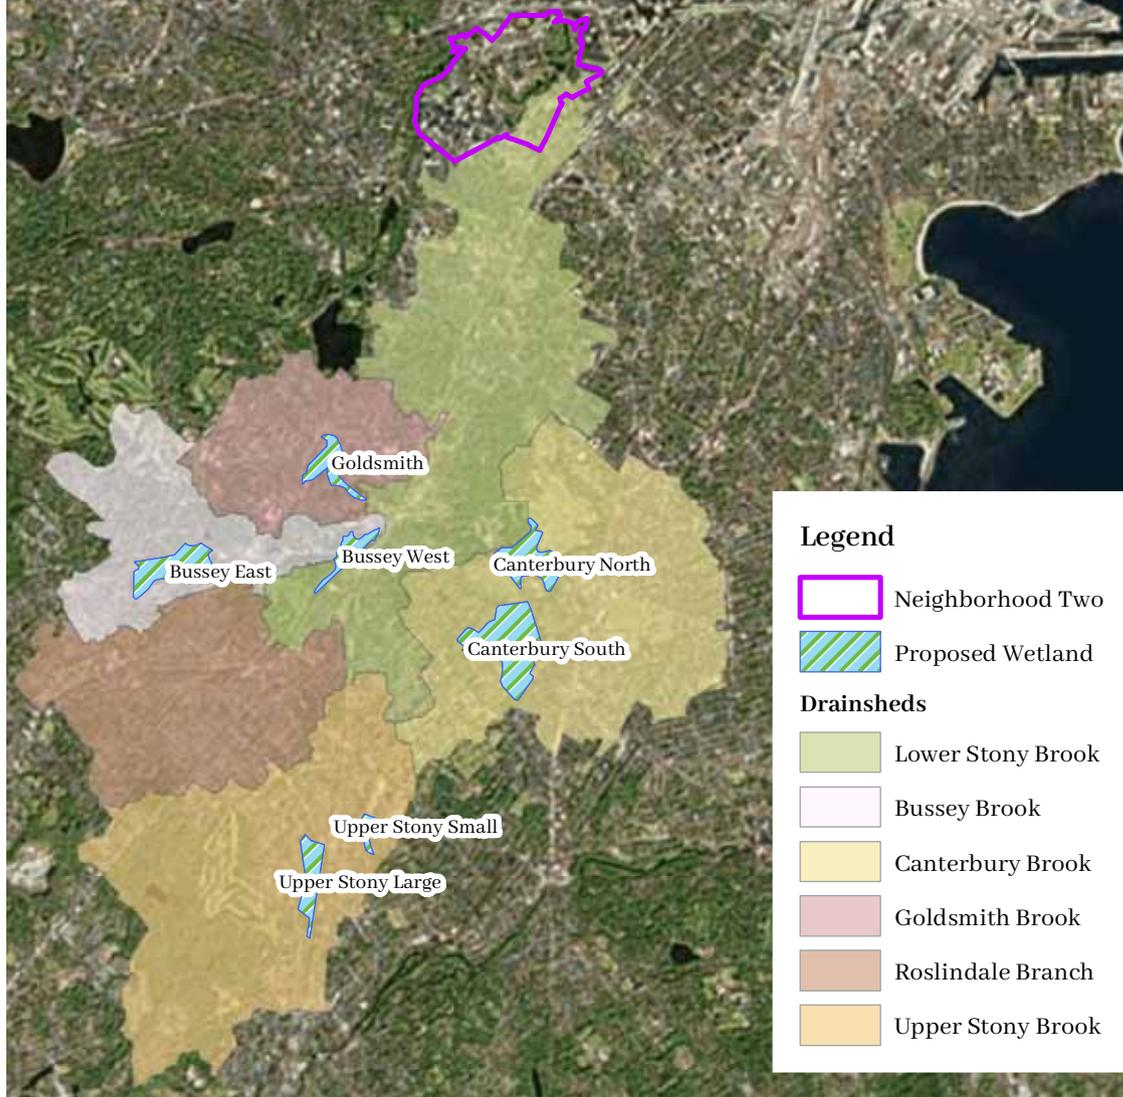 Goldsmith
Bussey West
Bussey East
Canterbury North
Canterbury South
Upper Stony Small
Upper Stony Large
Legend
Neighborhood Two
Proposed Wetland
Drainsheds
Lower Stony Brook
Bussey Brook
Canterbury Brook
Goldsmith Brook
Roslindale Branch
Upper Stony Brook